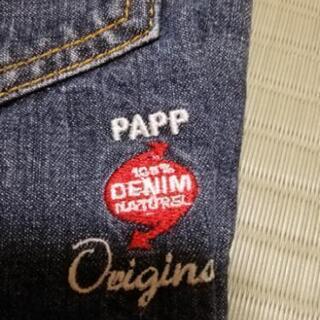 PAPP
100%
DENIM
NATUREL
Origins